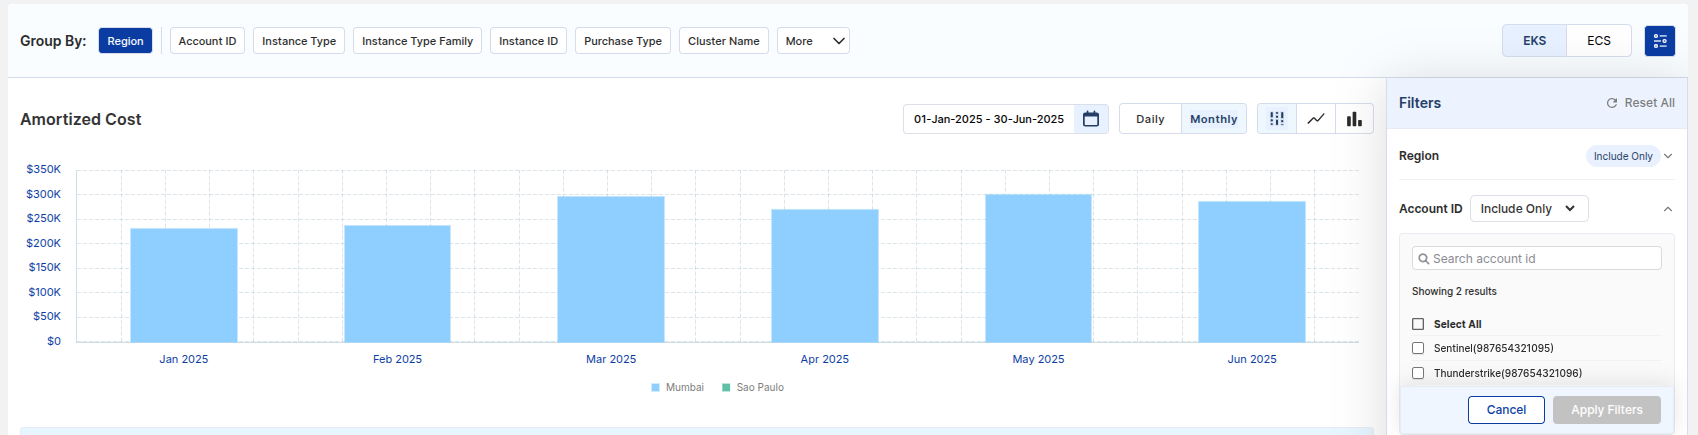 Group By: Region Account ID Instance Type Instance Type Family Instance ID Purchase Type Cluster Name More EKS ECS
Amortized Cost
01-Jan-2025 - 30-Jun-2025 Daily Monthly
$350K
$300K
$250K
$200K
$150K
$100K
$50K
$0
Jan 2025 Feb 2025 Mar 2025 Apr 2025 May 2025 Jun 2025
Mumbai Sao Paulo
Filters Reset All
Region Include Only
Account ID Include Only
Search account id
Showing 2 results
Select All
Sentinel(987654321095)
Thunderstrike(987654321096)
Cancel Apply Filters